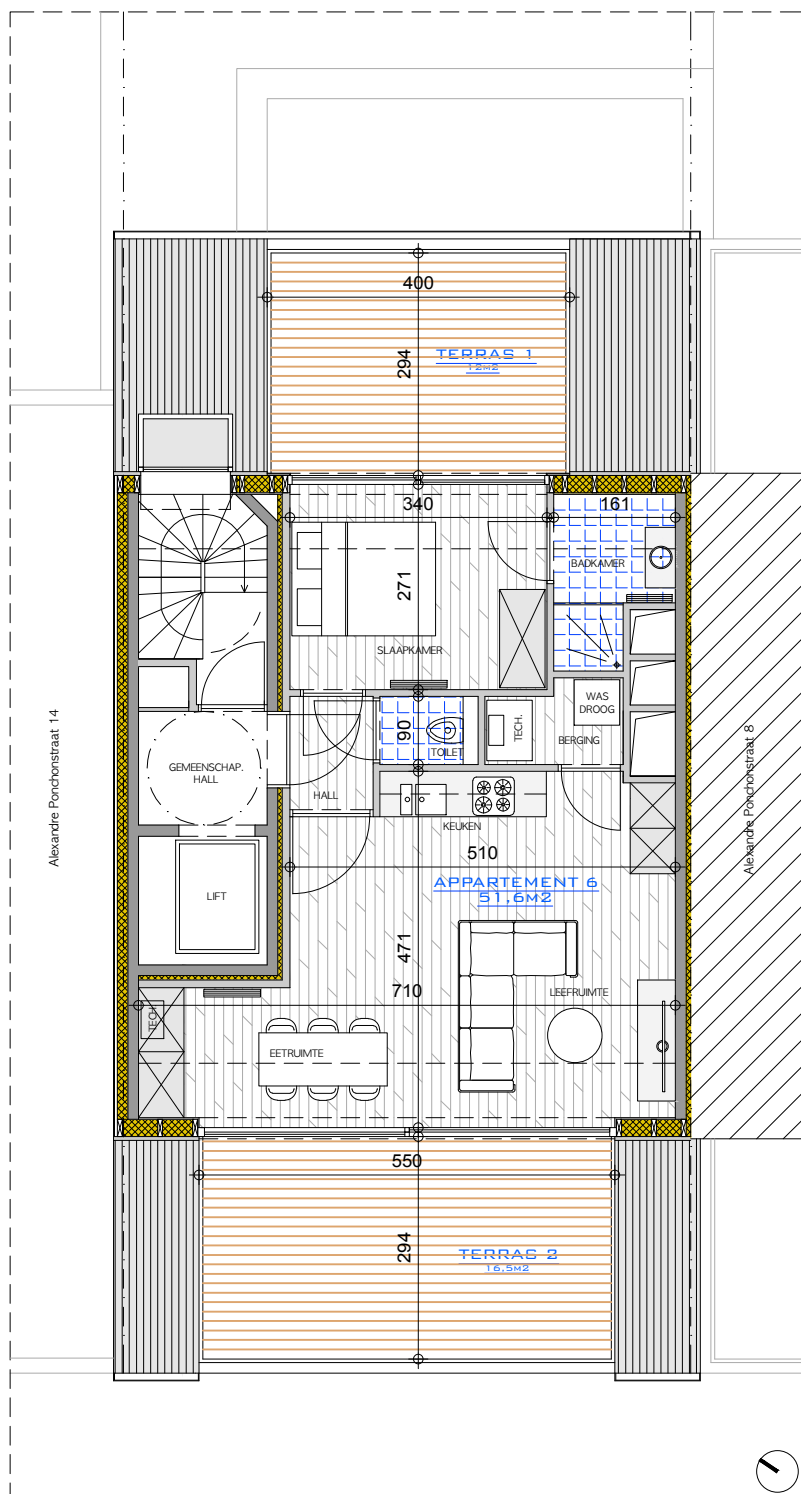 400
TERRAS 1
12M2
294
340
161
BADKAMER
271
SLAAPKAMER
WAS
DROOG
TECH.
90
TOILET
BERGING
GEMEENSCHAP.
HALL
HALL
KEUKEN
Alexandre Ponchonstraat 14
Alexandre Ponchonstraat 8
510
APPARTEMENT 6
51,6M2
LIFT
471
710
LEEFRUIMTE
TECH.
EETRUIMTE
550
294
TERRAS 2
16,5M2